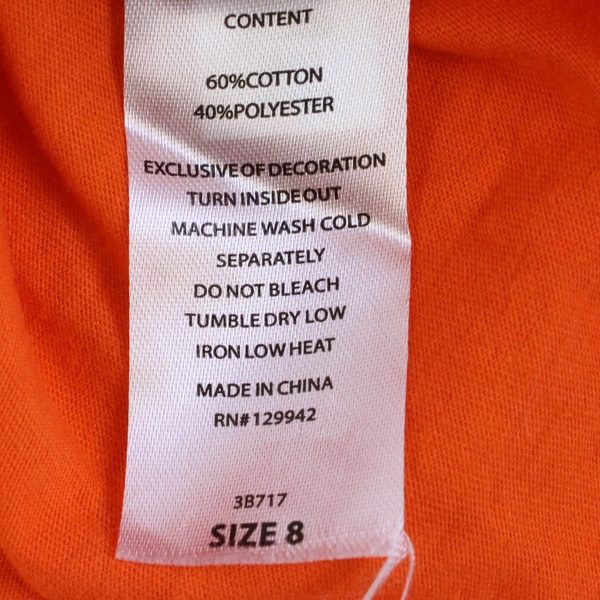 CONTENT
60%COTTON
40%POLYESTER
EXCLUSIVE OF DECORATION
TURN INSIDE OUT
MACHINE WASH COLD
SEPARATELY
DO NOT BLEACH
TUMBLE DRY LOW
IRON LOW HEAT
MADE IN CHINA
RN#129942
3B717
SIZE 8